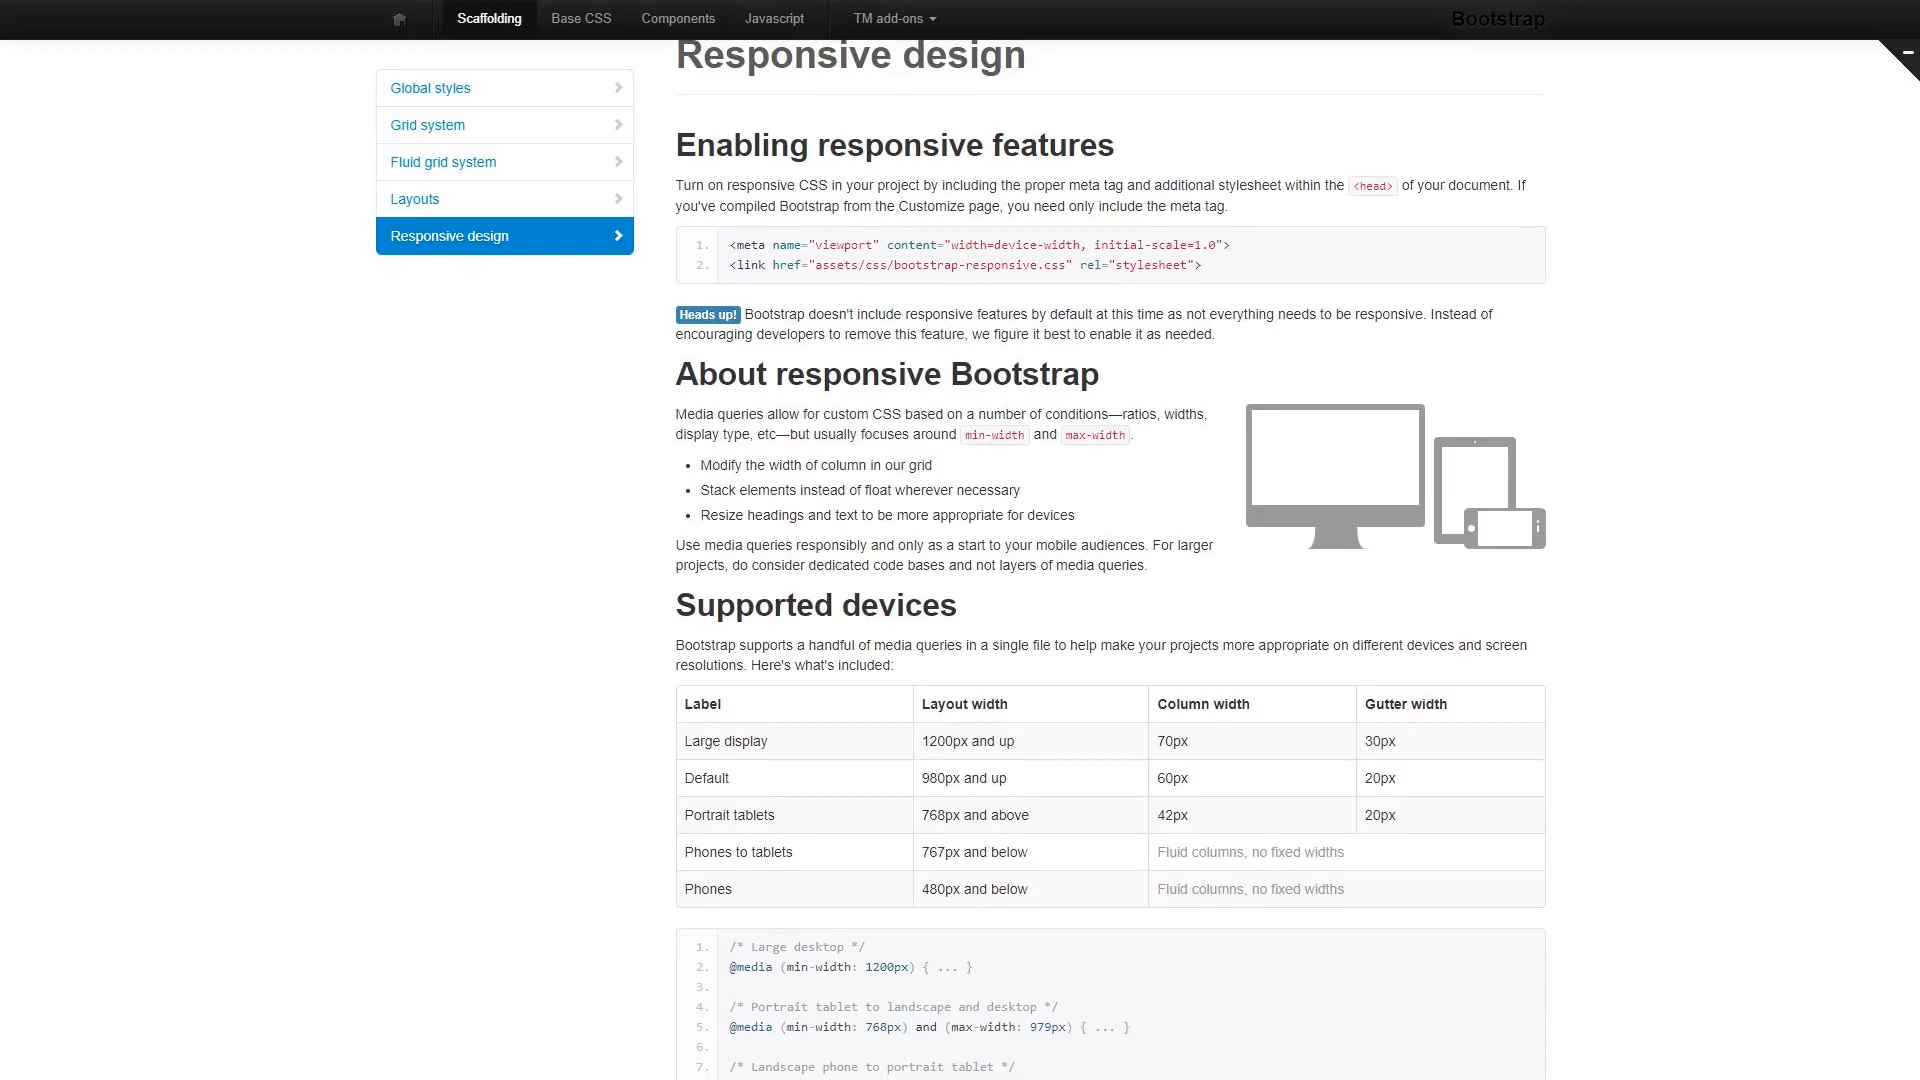 Scaffolding Base CSS Components Javascript TM add-ons Bootstrap
Global styles
Grid system
Fluid grid system
Layouts
Responsive design
Responsive design
Enabling responsive features
Turn on responsive CSS in your project by including the proper meta tag and additional stylesheet within the <head> of your document. If
you've compiled Bootstrap from the Customize page, you need only include the meta tag.
1. <meta name="viewport" content="width=device-width, initial-scale=1.0">
2. <link href="assets/css/bootstrap-responsive.css" rel="stylesheet">
Heads up! Bootstrap doesn't include responsive features by default at this time as not everything needs to be responsive. Instead of
encouraging developers to remove this feature, we figure it best to enable it as needed.
About responsive Bootstrap
Media queries allow for custom CSS based on a number of conditions—ratios, widths,
display type, etc—but usually focuses around min-width and max-width.
• Modify the width of column in our grid
• Stack elements instead of float wherever necessary
• Resize headings and text to be more appropriate for devices
Use media queries responsibly and only as a start to your mobile audiences. For larger
projects, do consider dedicated code bases and not layers of media queries.
Supported devices
Bootstrap supports a handful of media queries in a single file to help make your projects more appropriate on different devices and screen
resolutions. Here's what's included:
Label Layout width Column width Gutter width
Large display 1200px and up 70px 30px
Default 980px and up 60px 20px
Portrait tablets 768px and above 42px 20px
Phones to tablets 767px and below Fluid columns, no fixed widths
Phones 480px and below Fluid columns, no fixed widths
1. /* Large desktop */
2. @media (min-width: 1200px) { ... }
3.
4. /* Portrait tablet to landscape and desktop */
5. @media (min-width: 768px) and (max-width: 979px) { ... }
6.
7. /* Landscape phone to portrait tablet */